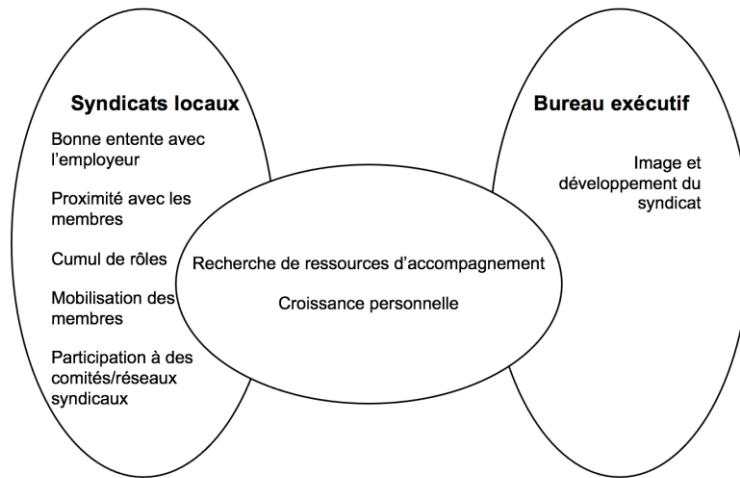 Syndicats locaux
Bonne entente avec
l'employeur
Proximité avec les
membres
Cumul de rôles
Mobilisation des
membres
Participation à des
comités/réseaux
syndicaux
Recherche de ressources d'accompagnement
Croissance personnelle
Bureau exécutif
Image et
développement du
syndicat